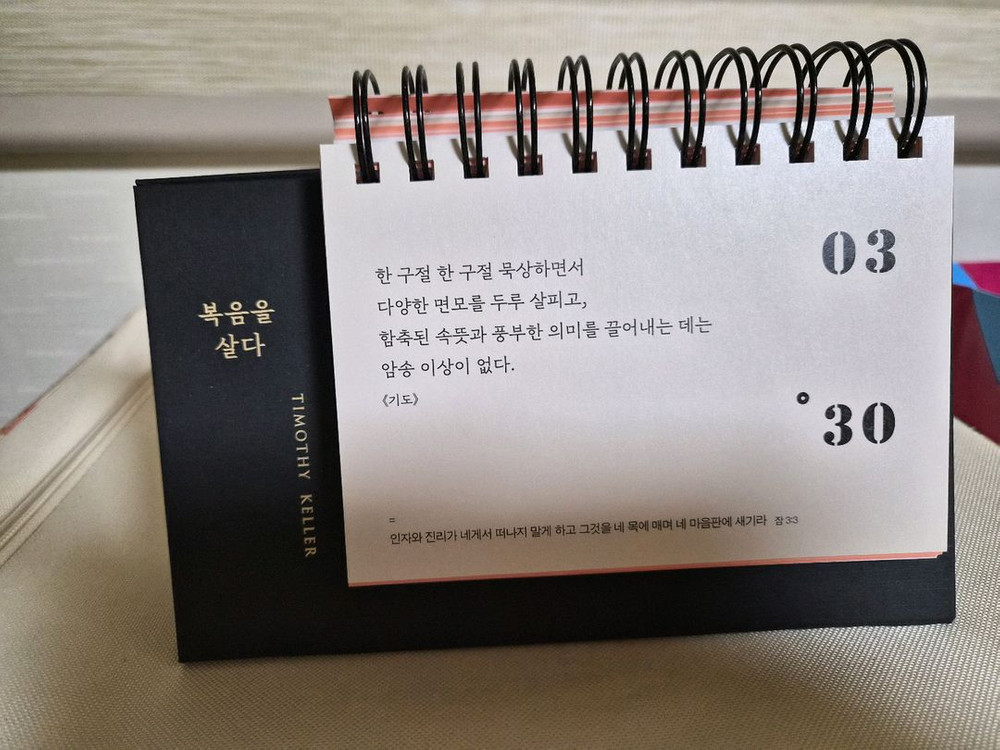 복음을
살다
TIMOTHY KELLER
03
한 구절 한 구절 묵상하면서
다양한 면모를 두루 살피고,
함축된 속뜻과 풍부한 의미를 끌어내는 데는
암송 이상이 없다.
《기도》
30
인자와 진리가 네게서 떠나지 말게 하고 그것을 네 목에 매며 네 마음판에 새기라 잠 3:3